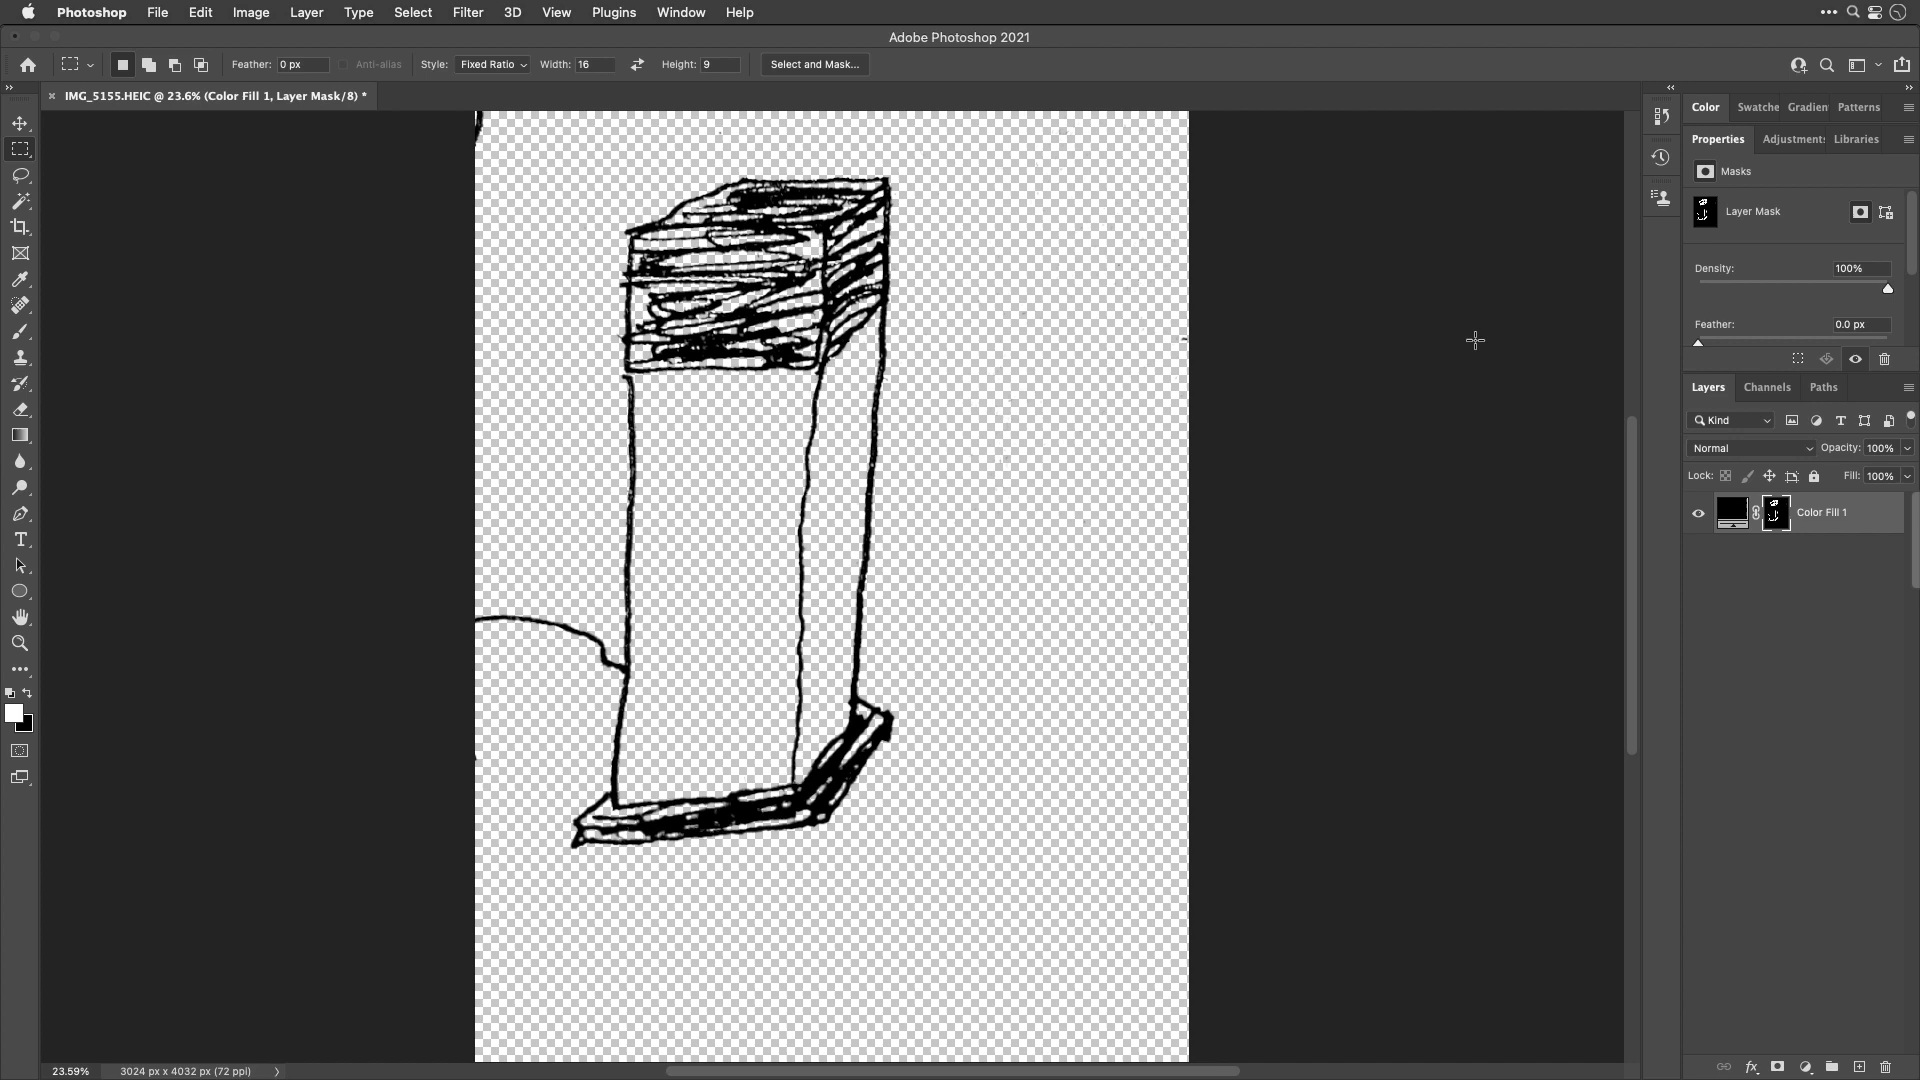 Photoshop File Edit Image Layer Type Select Filter 3D View Plugins Window Help
Adobe Photoshop 2021
Feather: 0 px Anti-alias Style: Fixed Ratio Width: 16 Height: 9 Select and Mask...
IMG_5155.HEIC @ 23.6% (Color Fill 1, Layer Mask/8) *
Color Swatche Gradien Patterns
Properties Adjustment Libraries
Masks
Layer Mask
Density: 100%
Feather: 0.0 px
Layers Channels Paths
Kind
Normal Opacity: 100%
Lock: Fill: 100%
Color Fill 1
23.59% 3024 px x 4032 px (72 ppi)